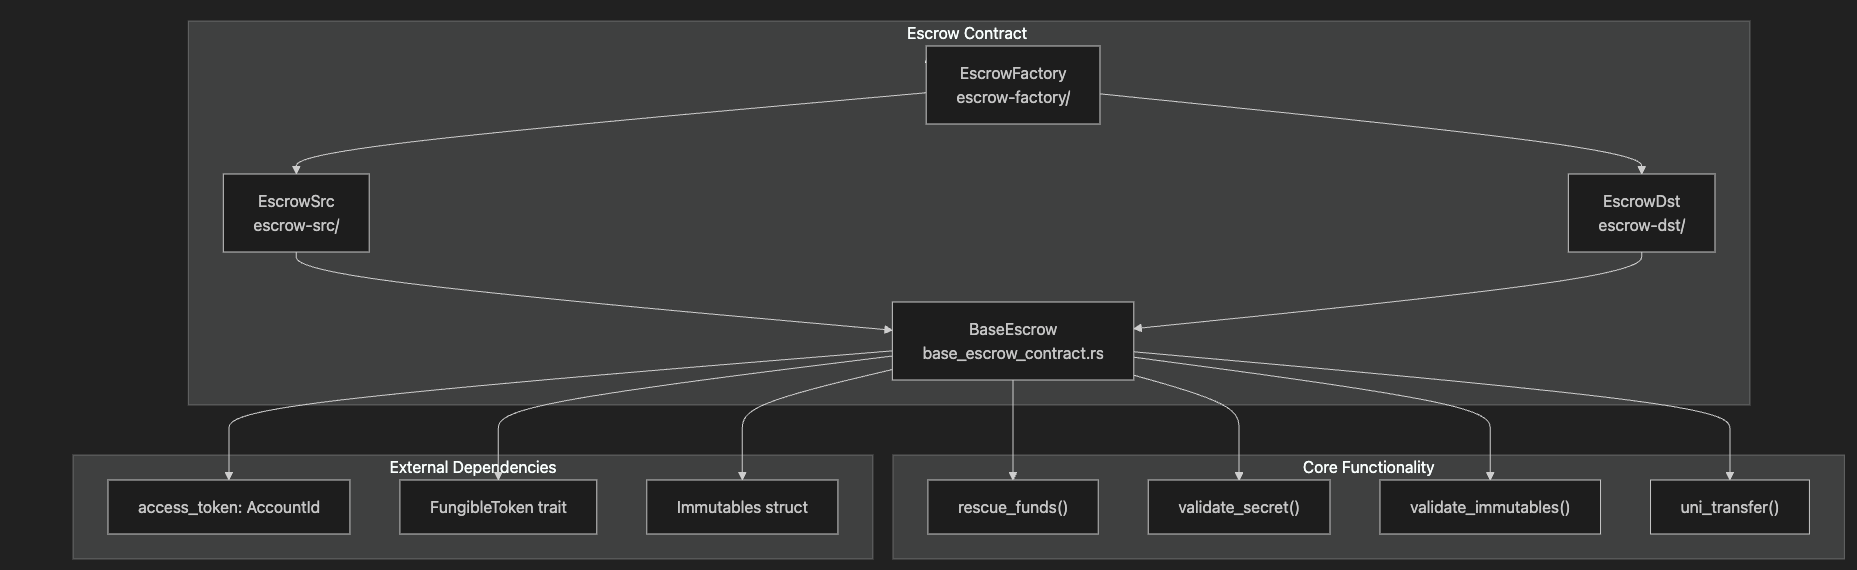 Escrow Contract
EscrowFactory
escrow-factory/
EscrowSrc
escrow-src/
EscrowDst
escrow-dst/
BaseEscrow
base_escrow_contract.rs
External Dependencies
access_token: AccountId
FungibleToken trait
Immutables struct
Core Functionality
rescue_funds()
validate_secret()
validate_immutables()
uni_transfer()